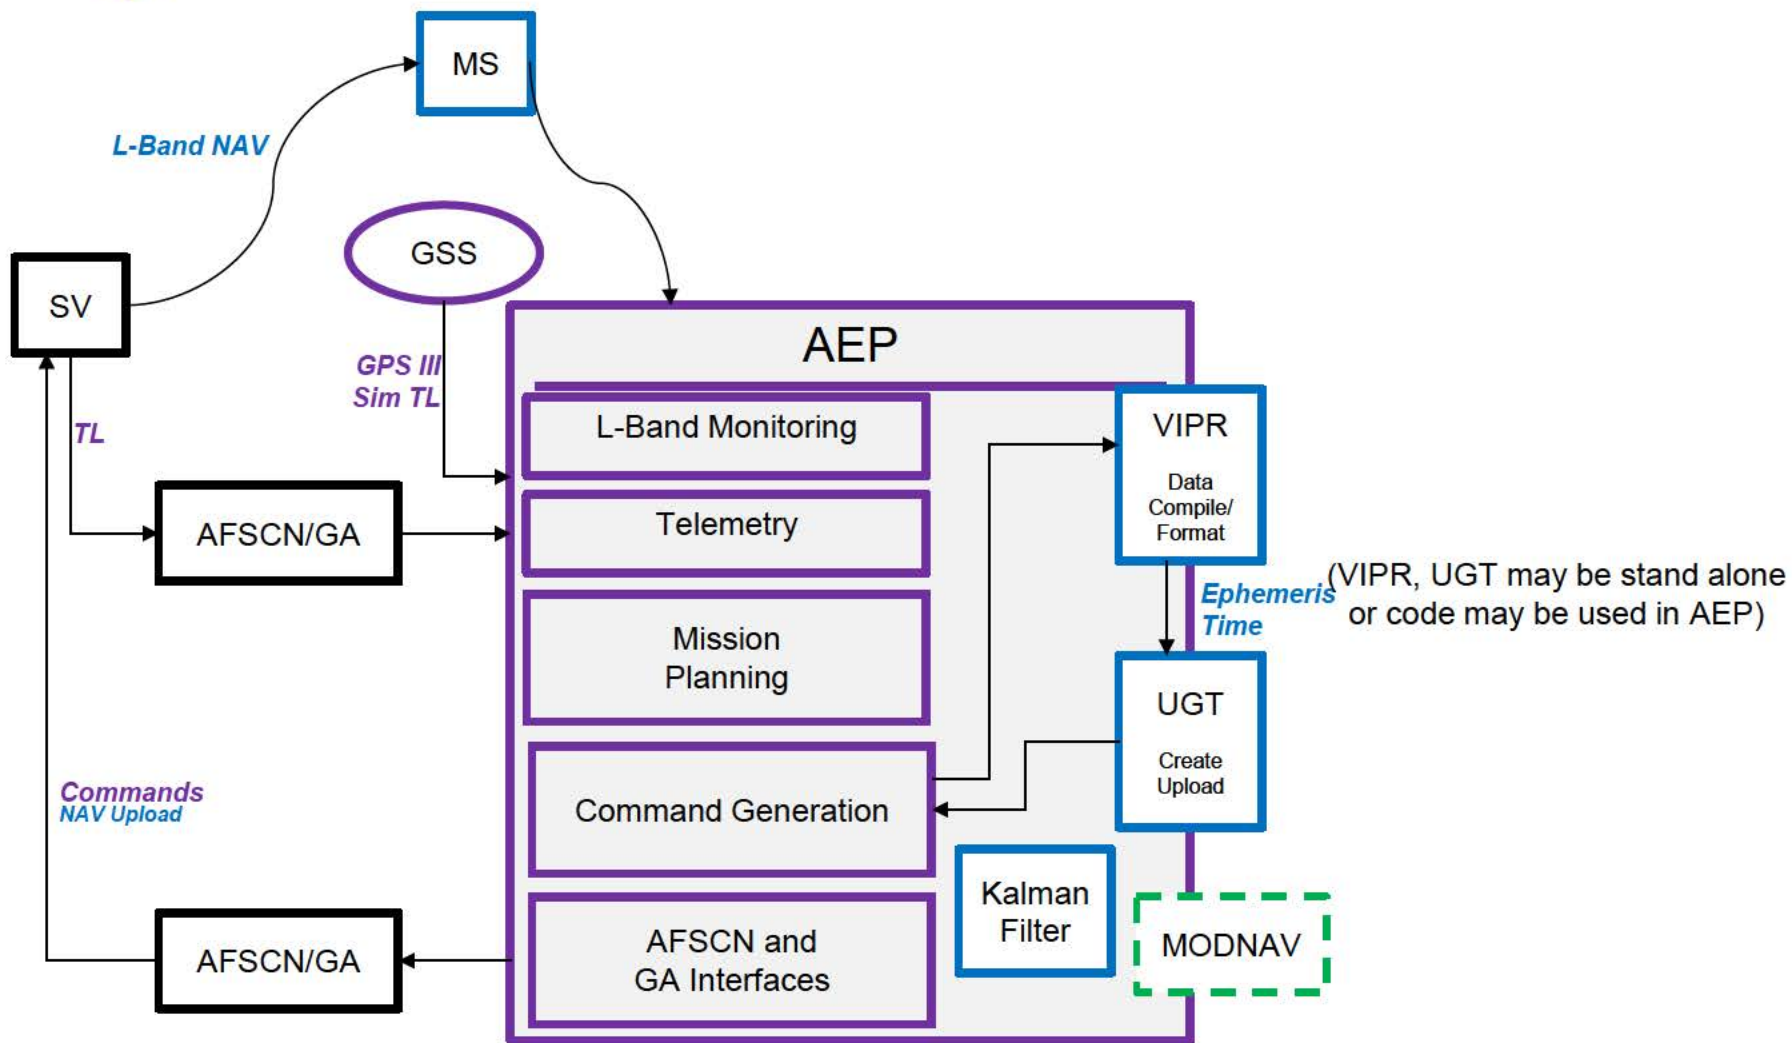 MS
L-Band NAV
GSS
SV
AEP
GPS III
Sim TL
L-Band Monitoring
VIPR
Data
Compile/
Format
TL
Telemetry
AFSCN/GA
(VIPR, UGT may be stand alone
or code may be used in AEP)
Ephemeris
Time
Mission
Planning
UGT
Create
Upload
Commands
NAV Upload
Command Generation
Kalman
Filter
AFSCN and
GA Interfaces
MODNAV
AFSCN/GA